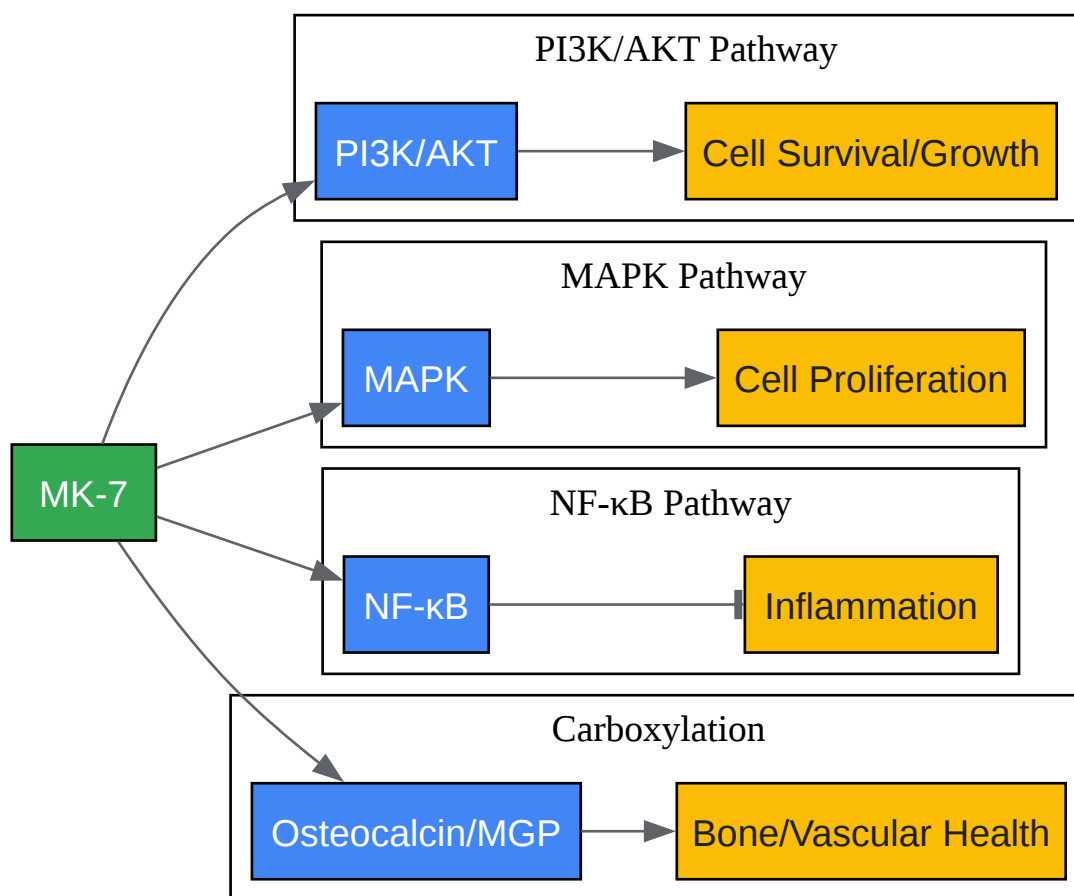 PI3K/AKT Pathway
PI3K/AKT
Cell Survival/Growth
MAPK Pathway
MAPK
Cell Proliferation
MK-7
NF-κB Pathway
NF-κB
Inflammation
Carboxylation
Osteocalcin/MGP
Bone/Vascular Health